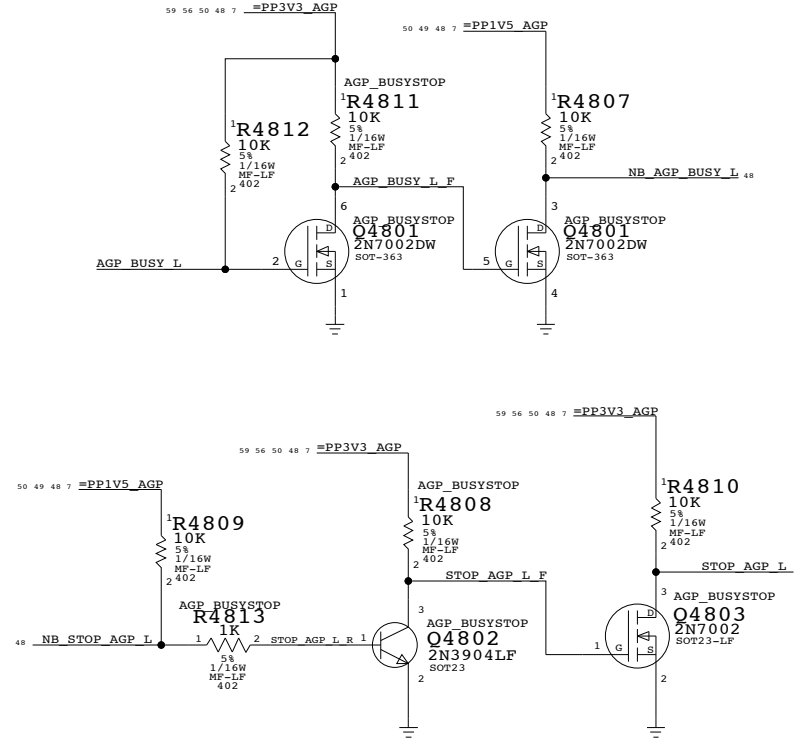 59 56 50 48 7 =PP3V3_AGP
50 49 48 7 =PP1V5_AGP
AGP_BUSYSTOP
1 R4811
10K
5%
1/16W
MF-LF
2 402
1 R4812
10K
5%
1/16W
MF-LF
2 402
1 R4807
10K
5%
1/16W
MF-LF
2 402
AGP_BUSY_L_F
NB_AGP_BUSY_L 48
6
AGP_BUSYSTOP
Q4801
2N7002DW
SOT-363
D
G
S
2
1
AGP_BUSY_L
3
AGP_BUSYSTOP
Q4801
2N7002DW
SOT-363
D
G
S
5
4
59 56 50 48 7 =PP3V3_AGP
59 56 50 48 7 =PP3V3_AGP
50 49 48 7 =PP1V5_AGP
1 R4809
10K
5%
1/16W
MF-LF
2 402
AGP_BUSYSTOP
1 R4808
10K
5%
1/16W
MF-LF
2 402
1 R4810
10K
5%
1/16W
MF-LF
2 402
STOP_AGP_L_F
STOP_AGP_L
AGP_BUSYSTOP
R4813
1K
48 NB_STOP_AGP_L 1 2 STOP_AGP_L_R 1
5%
1/16W
MF-LF
402
3
AGP_BUSYSTOP
Q4802
2N3904LF
SOT23
2
3
AGP_BUSYSTOP
Q4803
2N7002
SOT23-LF
D
G
S
1
2